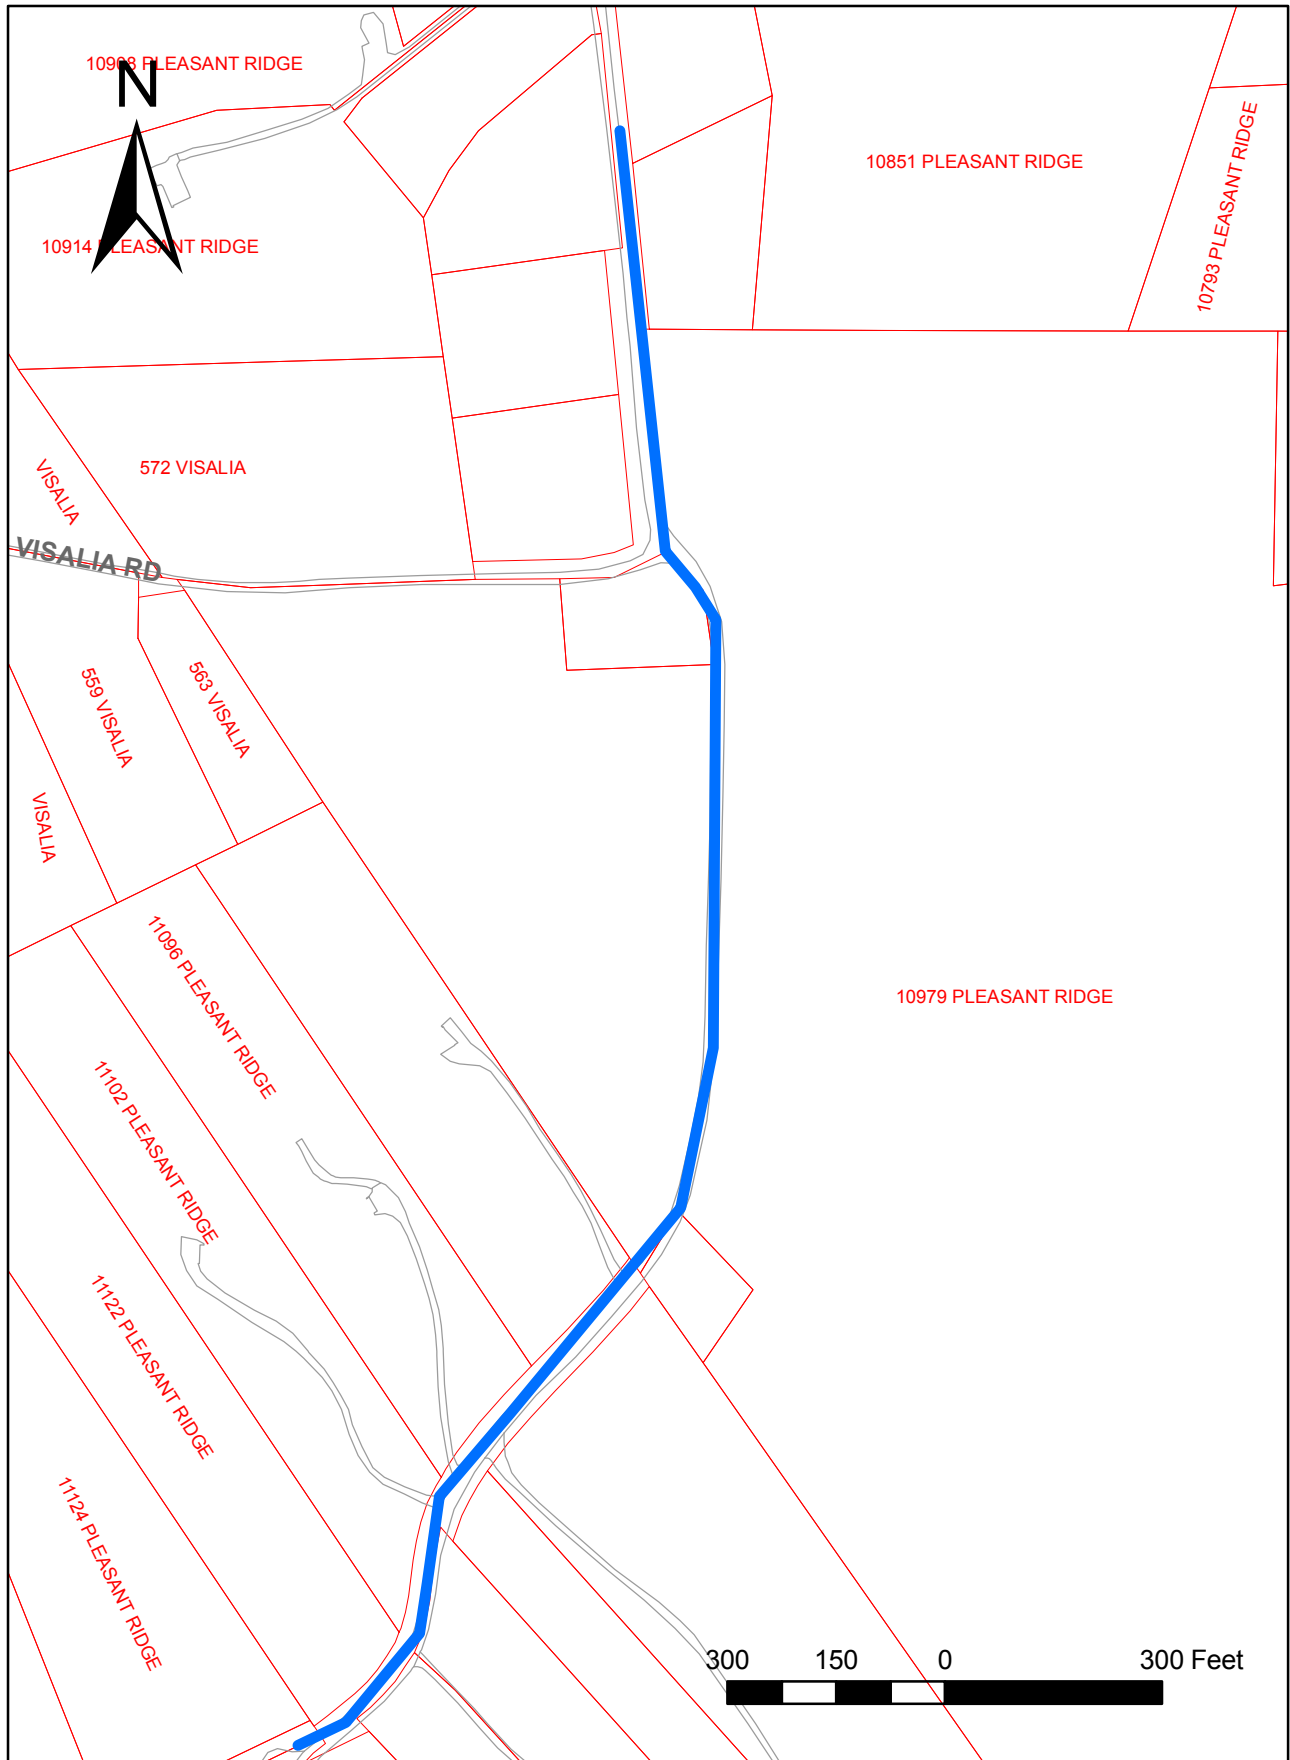 10908 PLEASANT RIDGE
N
10851 PLEASANT RIDGE
10793 PLEASANT RIDGE
10914 PLEASANT RIDGE
572 VISALIA
VISALIA
VISALIA RD
559 VISALIA
563 VISALIA
VISALIA
11096 PLEASANT RIDGE
10979 PLEASANT RIDGE
11102 PLEASANT RIDGE
11122 PLEASANT RIDGE
11124 PLEASANT RIDGE
300 150 0 300 Feet